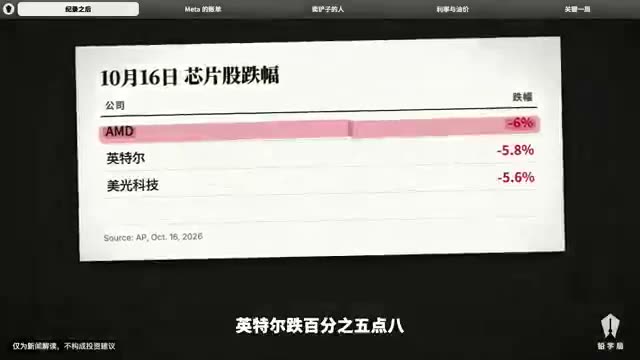 纪录之后
Meta 的账单
卖铲子的人
利率与油价
关键一周
10月16日 芯片股跌幅
公司 跌幅
AMD -6%
英特尔 -5.8%
美光科技 -5.6%
Source: AP, Oct. 16, 2026
英特尔跌百分之五点八
仅为新闻解读，不构成投资建议